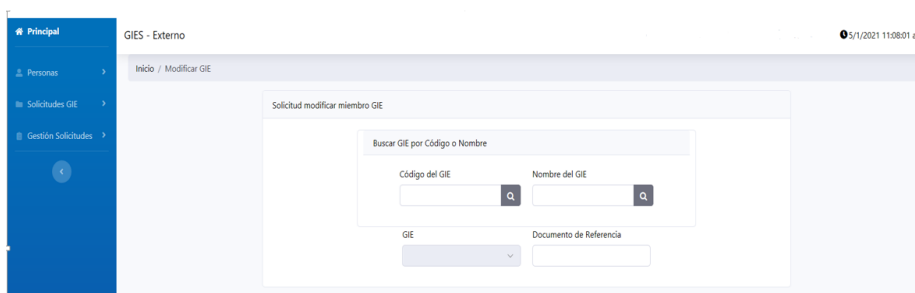 Principal
GIES - Externo
5/1/2021 11:08:01 a
Inicio / Modificar GIE
Personas
Solicitudes GIE
Gestión Solicitudes
Solicitud modificar miembro GIE
Buscar GIE por Código o Nombre
Código del GIE
Nombre del GIE
GIE
Documento de Referencia